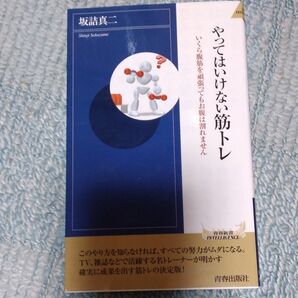 坂詰真二
Shinji Sakazume
やってはいけない筋トレ
いくら腹筋を頑張ってもお腹は割れません
青春新書
INTELLIGENCE
このやり方を知らなければ、すべての努力がムダになる。
TV、雑誌などで活躍する名トレーナーが明かす
確実に成果を出す筋トレの決定版!
青春出版社